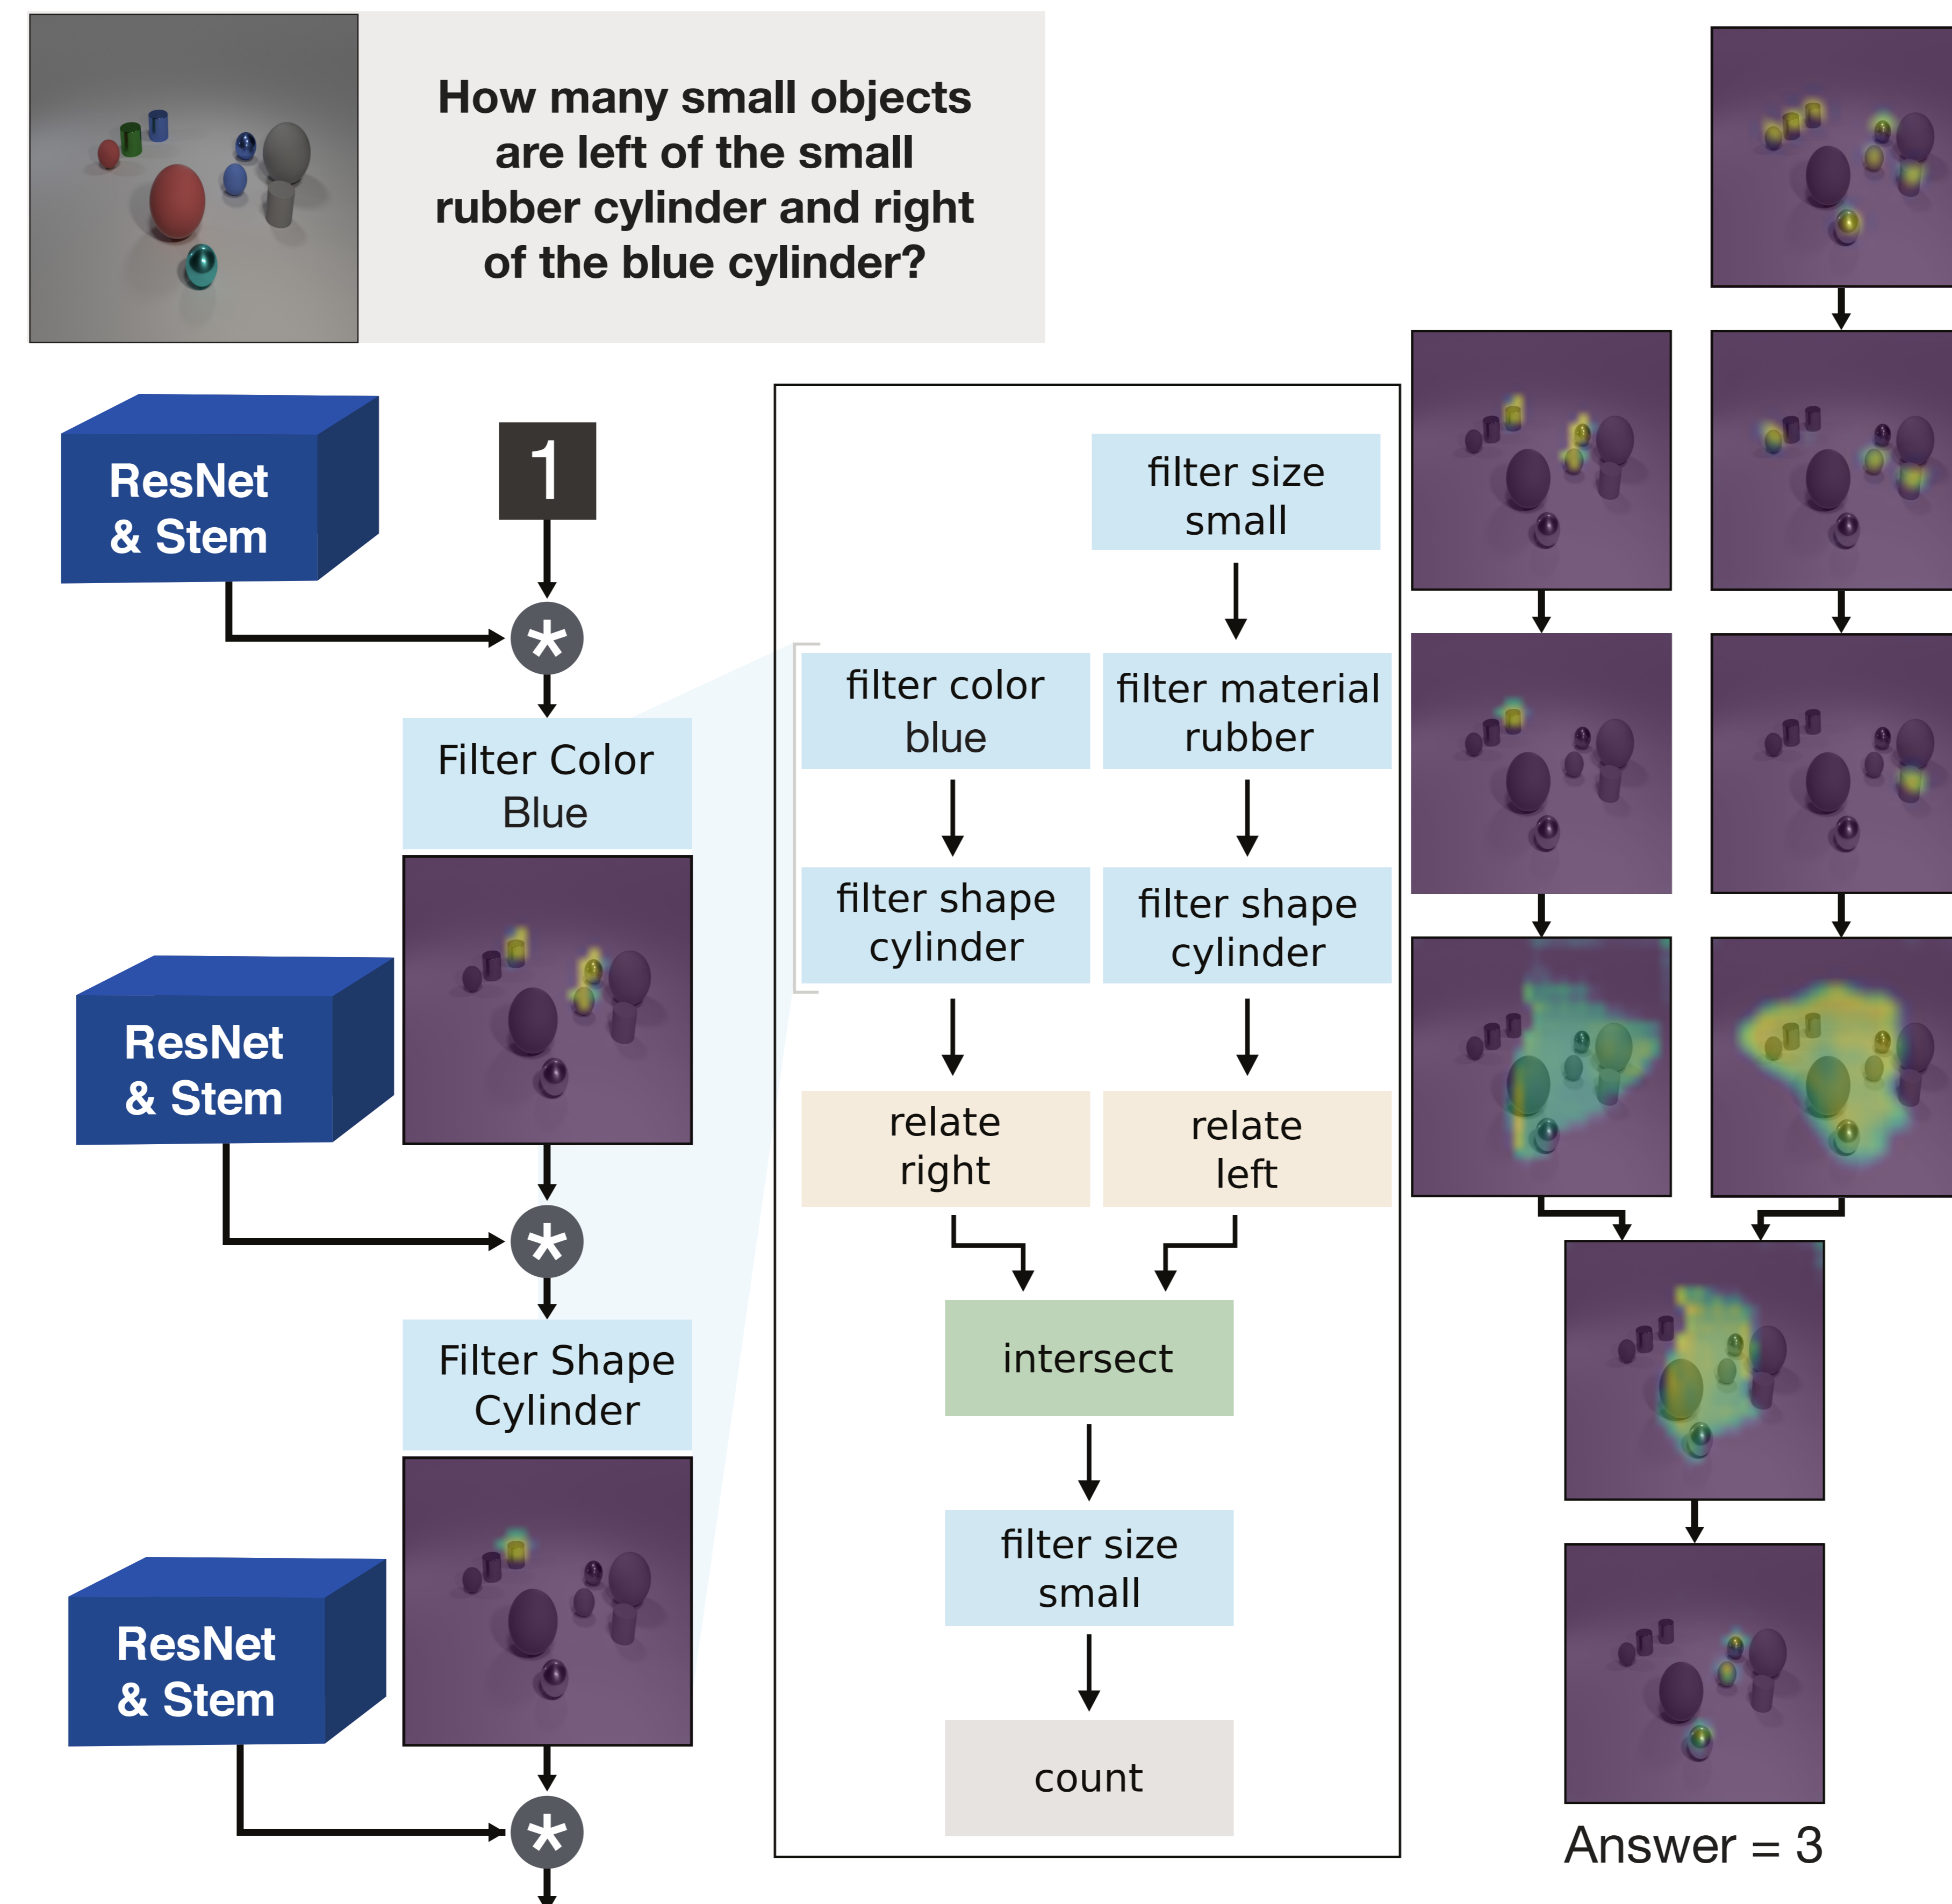 How many small objects
are left of the small
rubber cylinder and right
of the blue cylinder?
ResNet
& Stem
1
*
Filter Color
Blue
ResNet
& Stem
*
Filter Shape
Cylinder
ResNet
& Stem
*
filter size
small
filter color
blue
filter material
rubber
filter shape
cylinder
filter shape
cylinder
relate
right
relate
left
intersect
filter size
small
count
Answer = 3